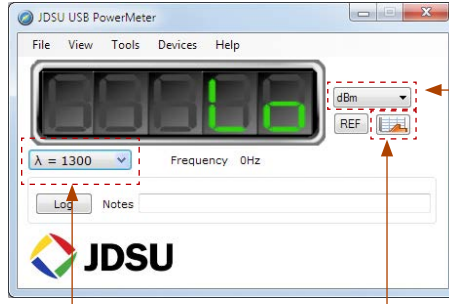 JDSU USB PowerMeter
File View Tools Devices Help
Lo
dBm
REF
λ = 1300 Frequency 0Hz
Log Notes
JDSU